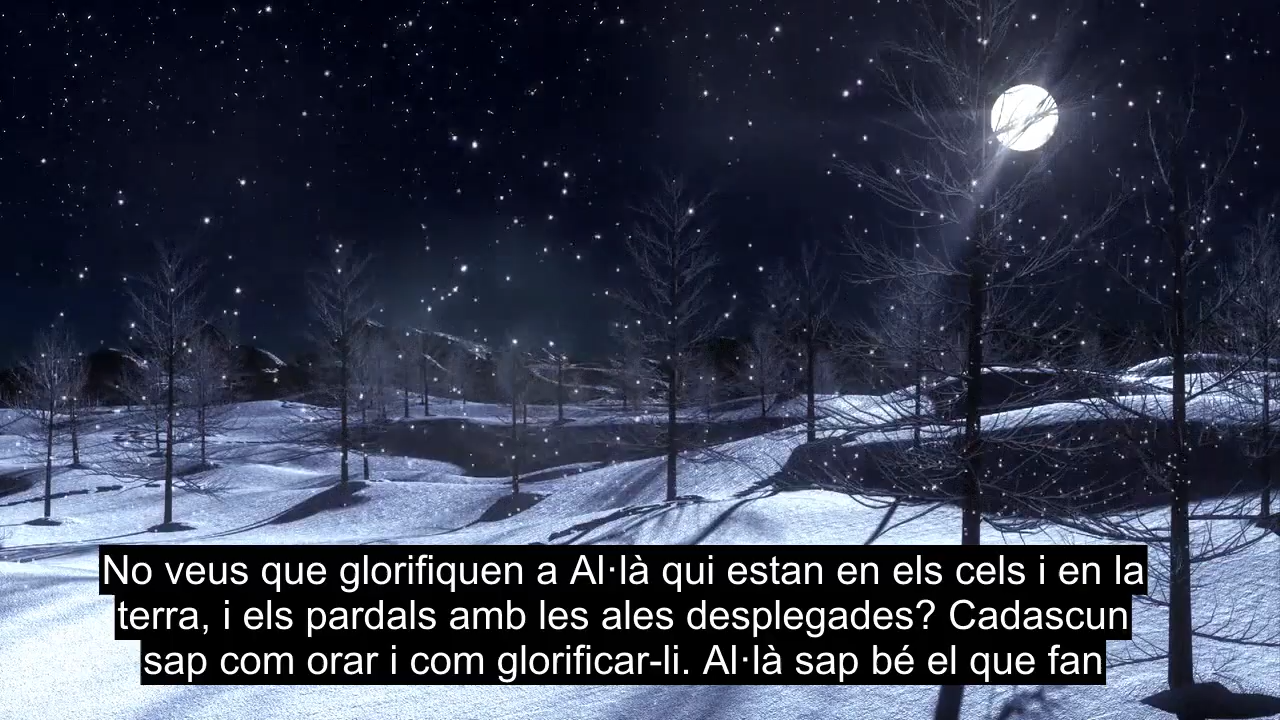 No veus que glorifiquen a Al·là qui estan en els cels i en la
terra, i els pardals amb les ales desplegades? Cadascun
sap com orar i com glorificar-li. Al·là sap bé el que fan